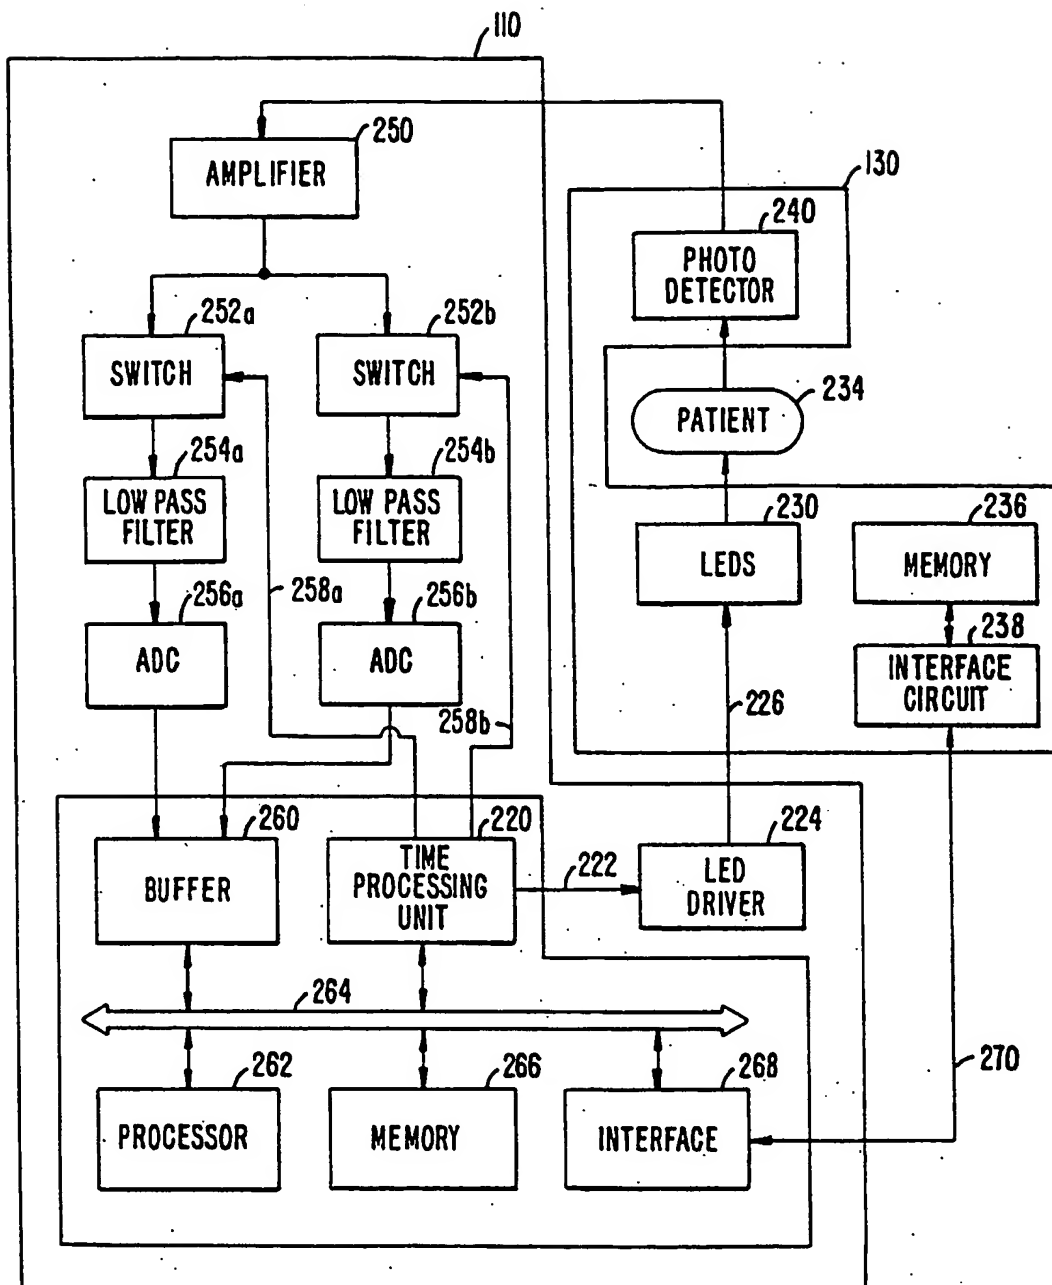 110
250
AMPLIFIER
130
240
PHOTO
DETECTOR
252a
SWITCH
252b
SWITCH
234
PATIENT
254a
LOW PASS
FILTER
254b
LOW PASS
FILTER
230
LEDS
236
MEMORY
258a
256a
ADC
256b
ADC
238
INTERFACE
CIRCUIT
226
258b
260
BUFFER
220
TIME
PROCESSING
UNIT
222
224
LED
DRIVER
264
262
PROCESSOR
266
MEMORY
268
INTERFACE
270